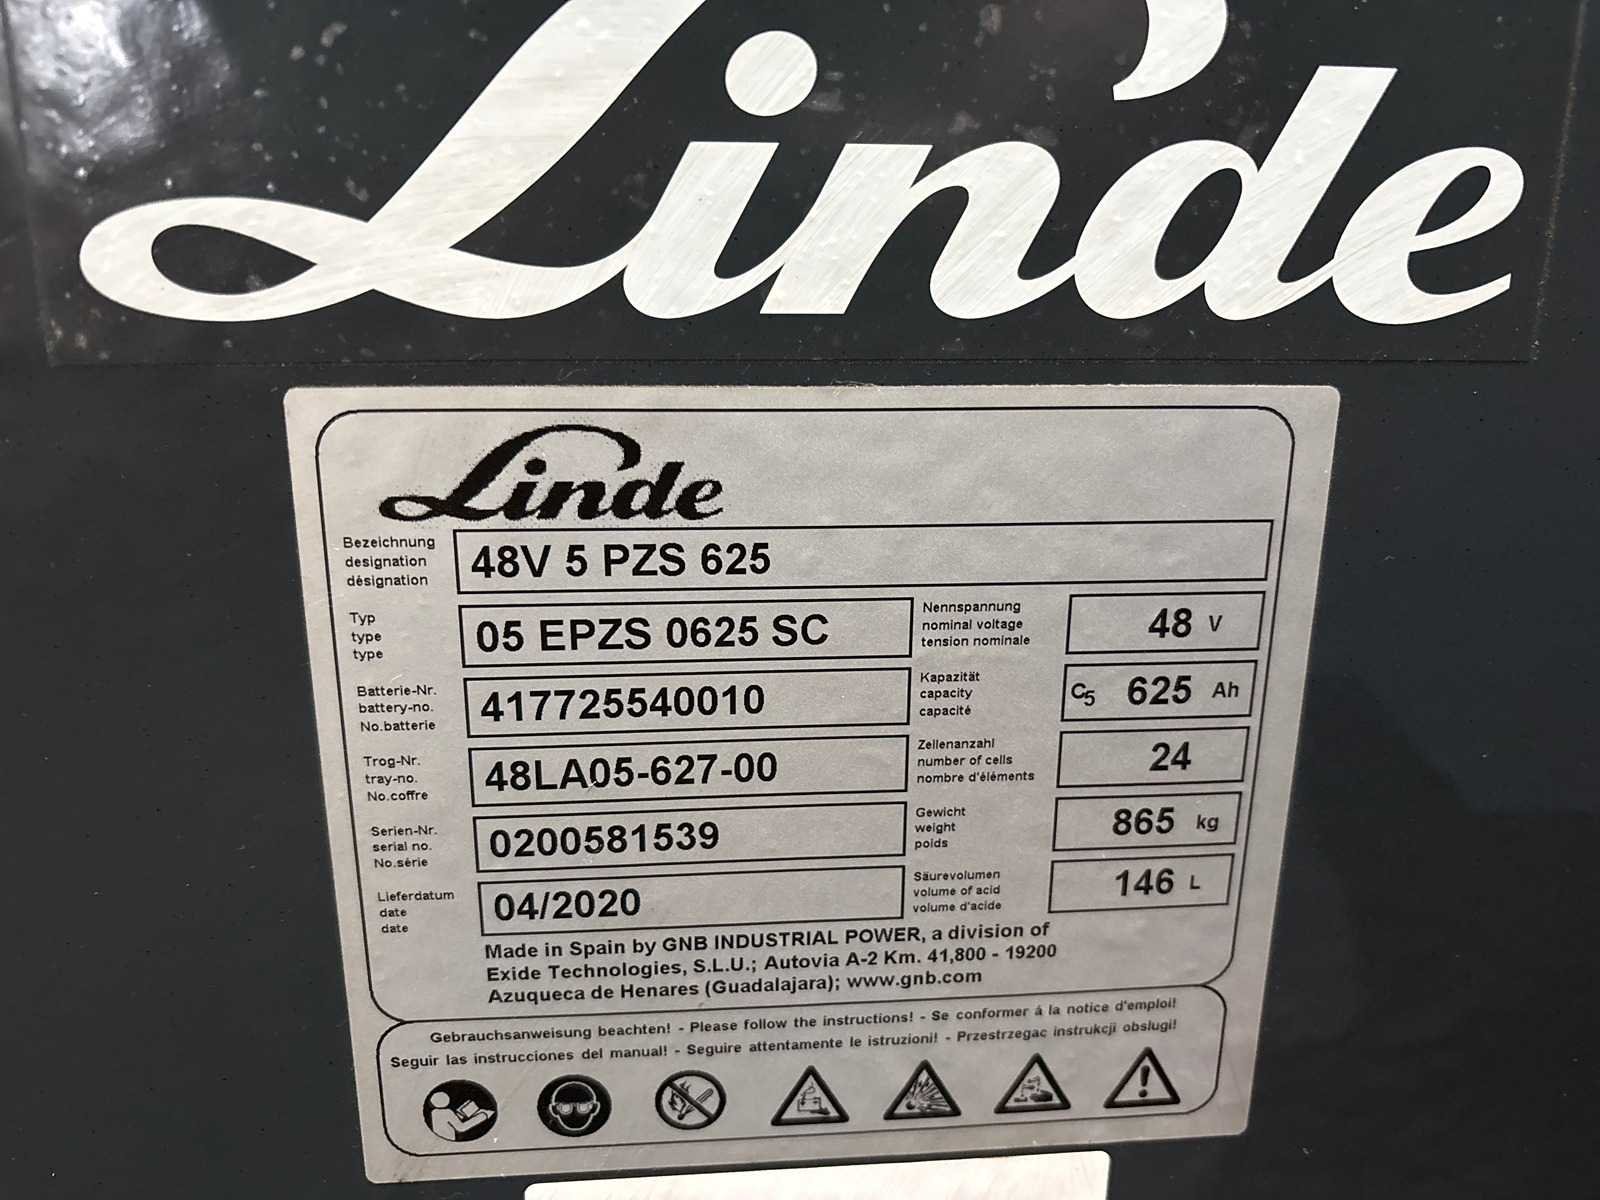 Linde
Linde
Bezeichnung
designation
désignation
48V 5 PZS 625
Typ
type
type
05 EPZS 0625 SC
Nennspannung
nominal voltage
tension nominale
48 V
Batterie-Nr.
battery-no.
No.batterie
417725540010
Kapazität
capacity
capacité
C5 625 Ah
Trog-Nr.
tray-no.
No.coffre
48LA05-627-00
Zellenanzahl
number of cells
nombre d'éléments
24
Serien-Nr.
serial no.
No.série
0200581539
Gewicht
weight
poids
865 kg
Lieferdatum
date
date
04/2020
Säurevolumen
volume of acid
volume d'acide
146 L
Made in Spain by GNB INDUSTRIAL POWER, a division of
Exide Technologies, S.L.U.; Autovia A-2 Km. 41,800 - 19200
Azuqueca de Henares (Guadalajara); www.gnb.com
Gebrauchsanweisung beachten! - Please follow the instructions! - Se conformer á la notice d'emploi!
Seguir las instrucciones del manual! - Seguire attentamente le istruzioni! - Przestrzegac instrukcji obslugi!